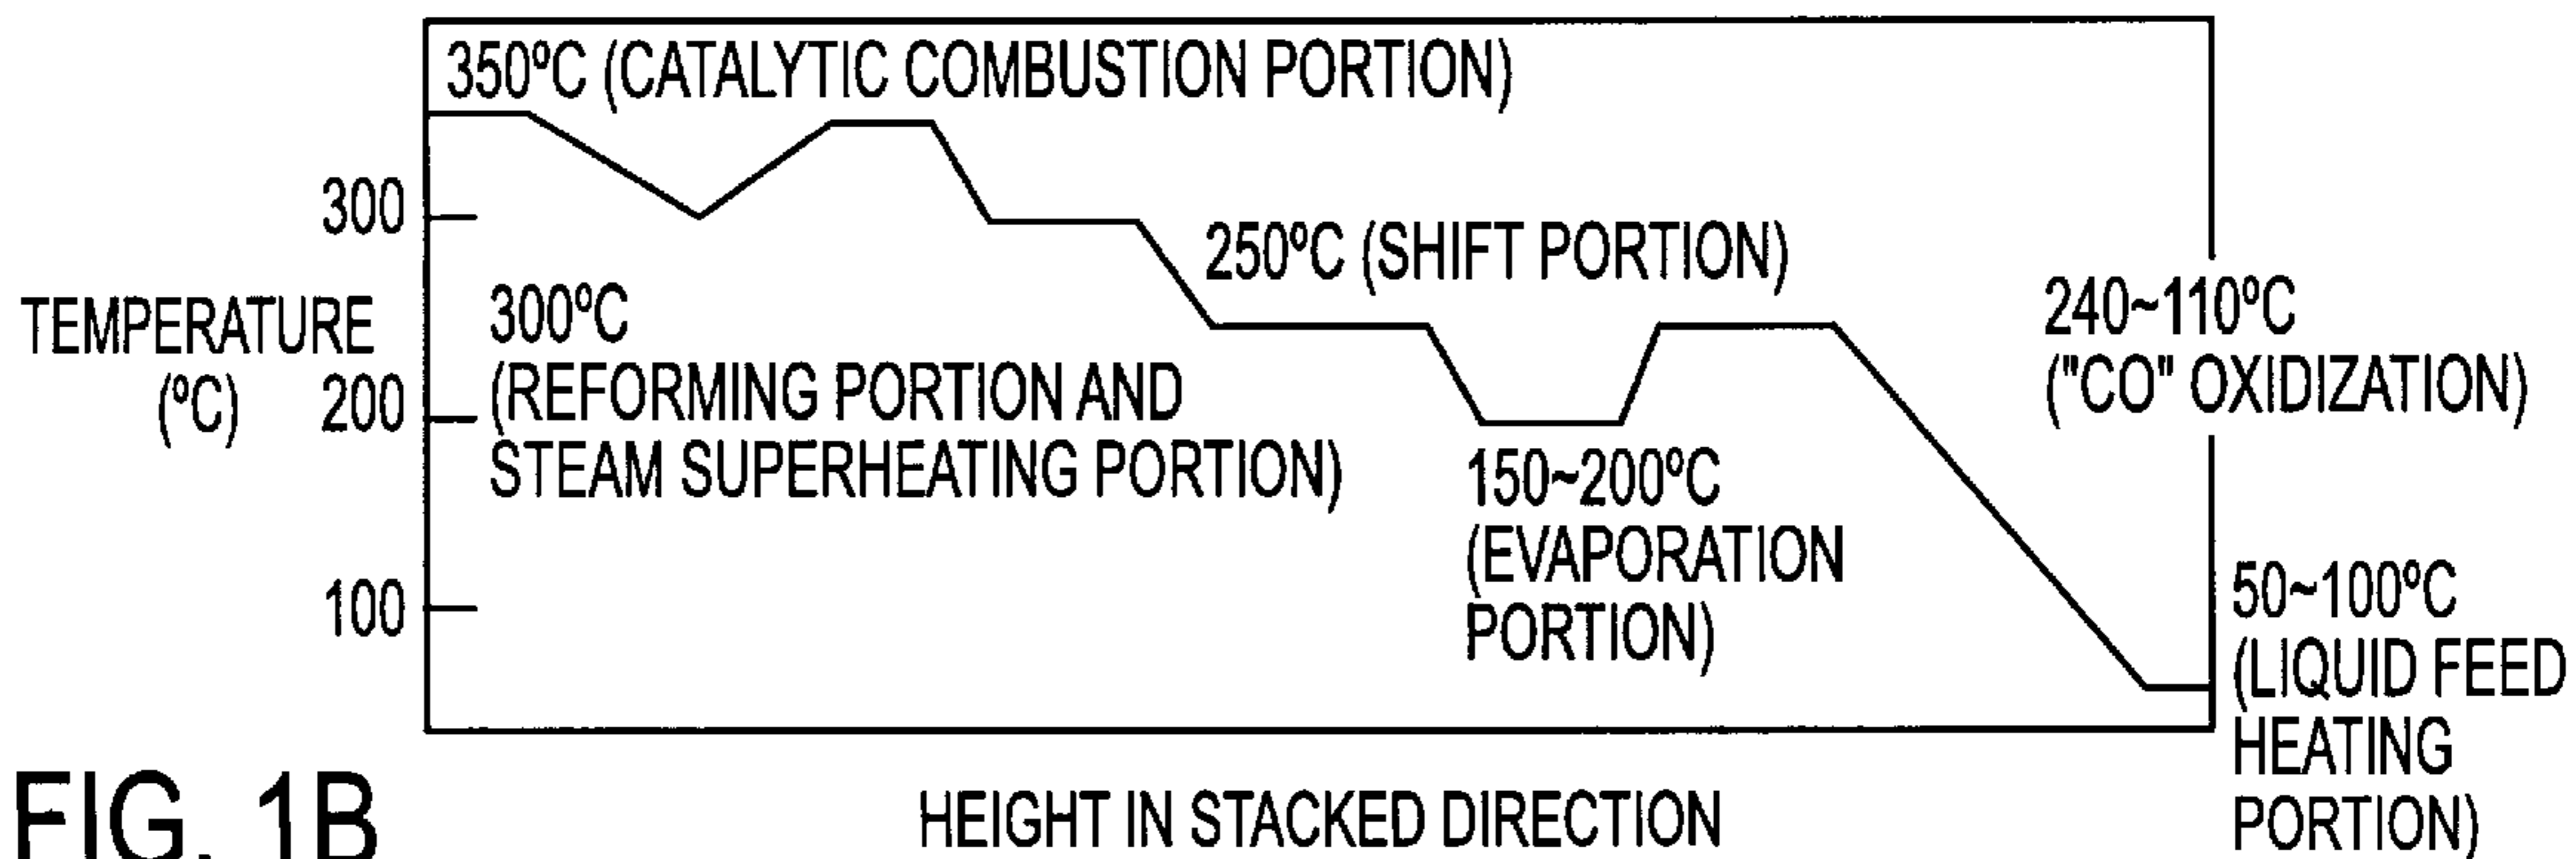 350ºC (CATALYTIC COMBUSTION PORTION)
300
250ºC (SHIFT PORTION)
TEMPERATURE
(ºC)
300ºC
(REFORMING PORTION AND
STEAM SUPERHEATING PORTION)
240~110ºC
("CO" OXIDIZATION)
200
150~200ºC
(EVAPORATION
PORTION)
100
50~100ºC
(LIQUID FEED
HEATING
PORTION)
HEIGHT IN STACKED DIRECTION
FIG. 1B